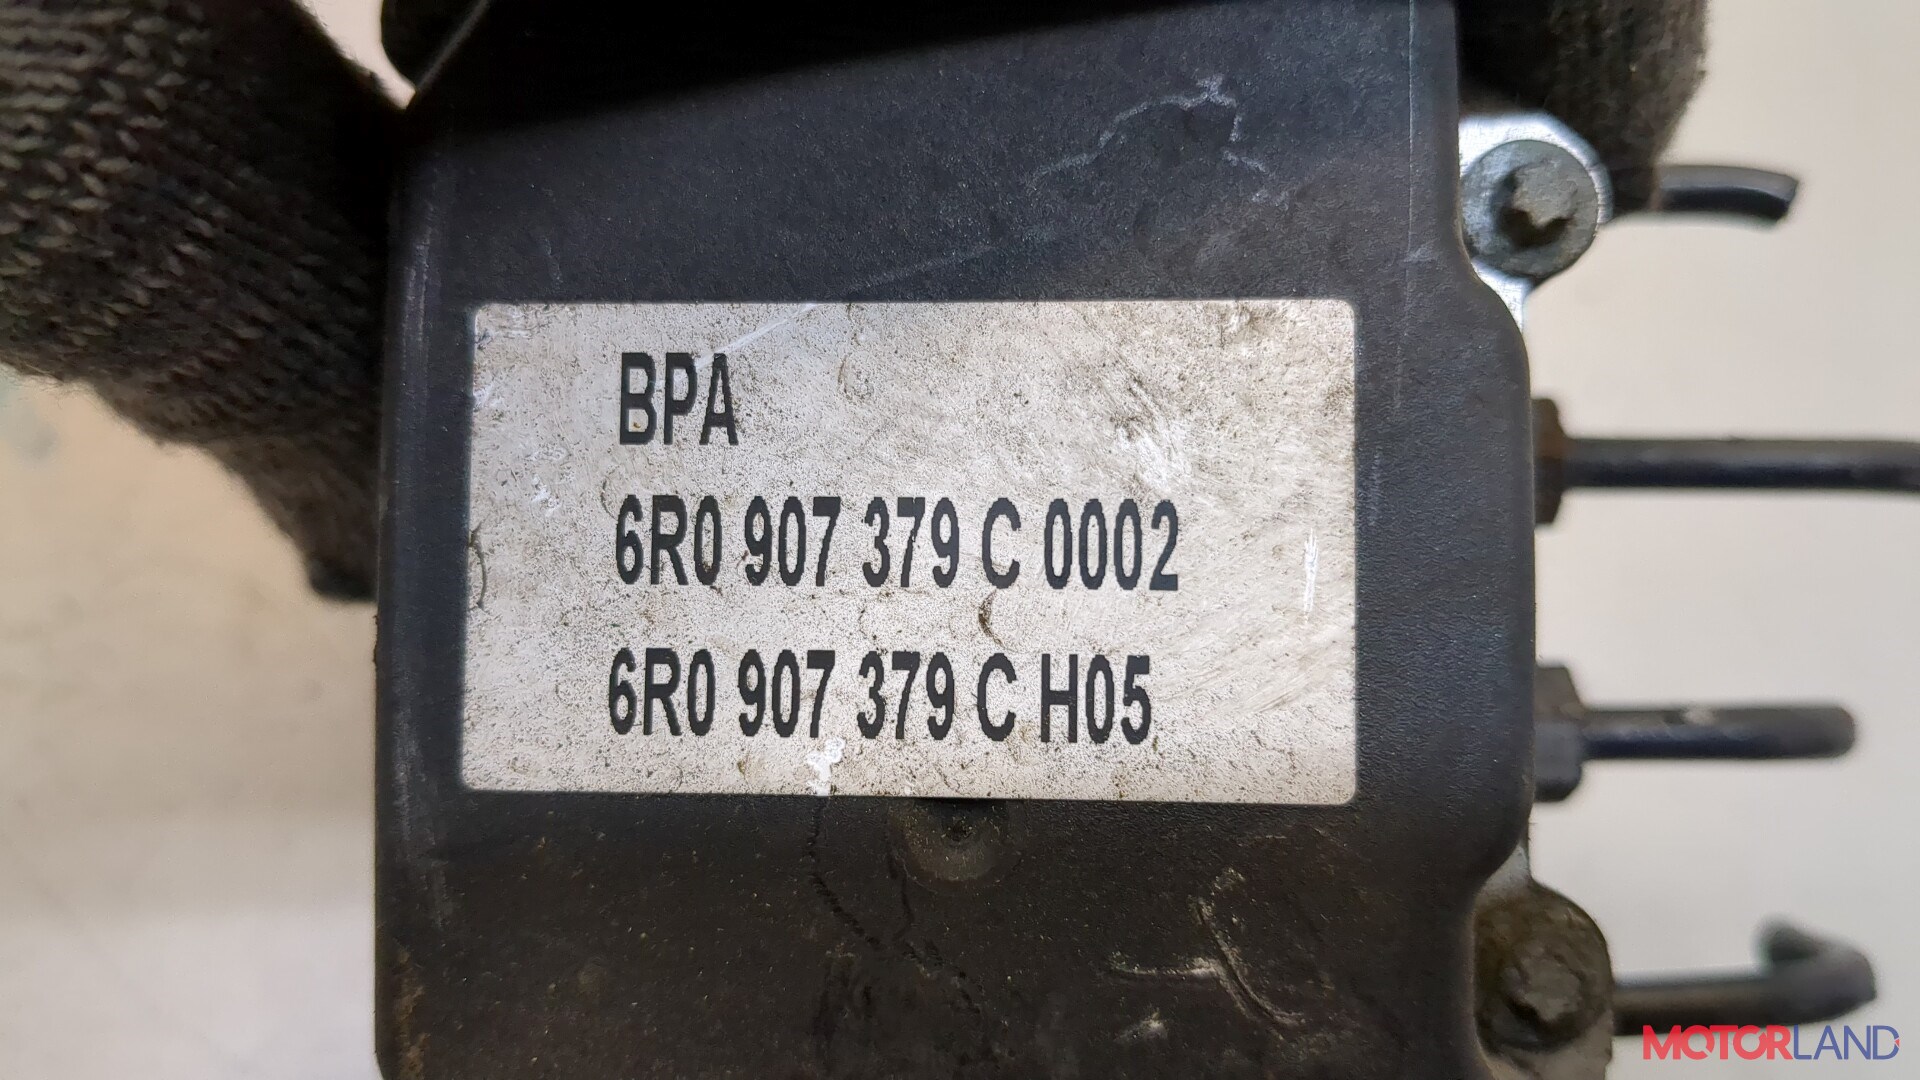 BPA
6R0 907 379 C 0002
6R0 907 379 C H05
MOTORLAND